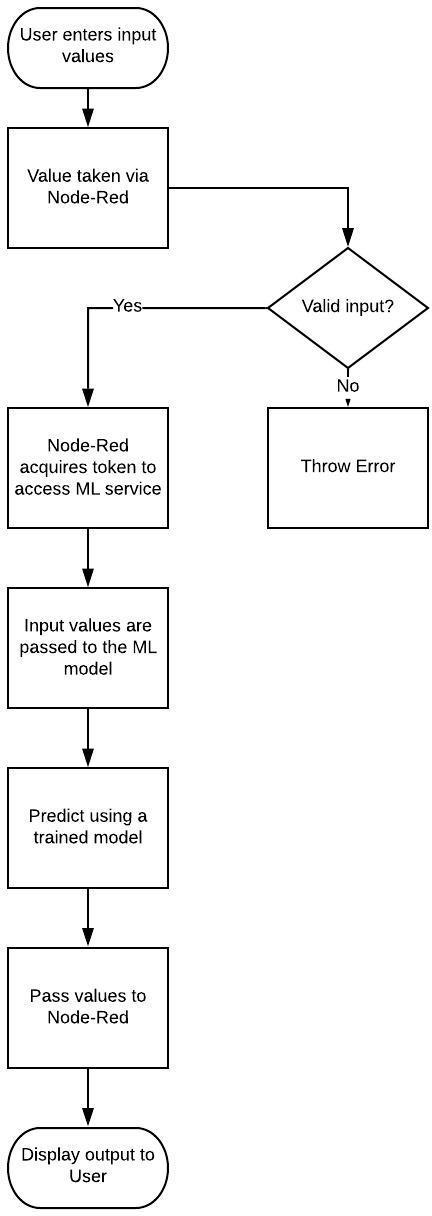 User enters input
values
Value taken via
Node-Red
Valid input?
Yes
No
Node-Red
acquires token to
access ML service
Throw Error
Input values are
passed to the ML
model
Predict using a
trained model
Pass values to
Node-Red
Display output to
User